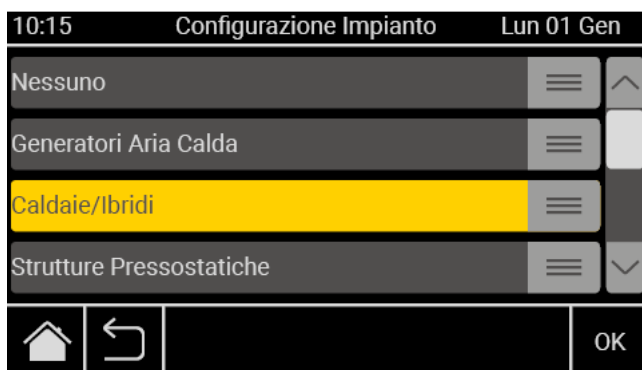 10:15 Configurazione Impianto Lun 01 Gen
Nessuno
Generatori Aria Calda
Caldaie/Ibridi
Strutture Pressostatiche
OK